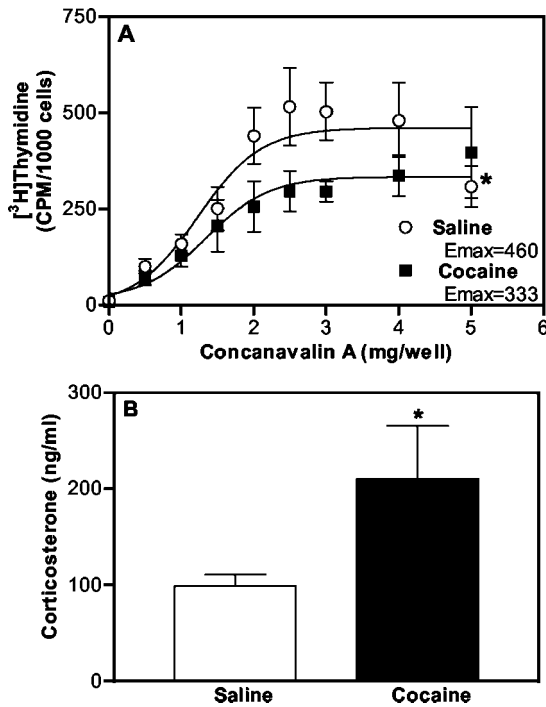 A
750
500
250
0
[³H]Thymidine
(CPM/1000 cells)
*
Saline
Emax=460
Cocaine
Emax=333
0 1 2 3 4 5 6
Concanavalin A (mg/well)
B
300
200
100
0
Corticosterone (ng/ml)
*
Saline Cocaine